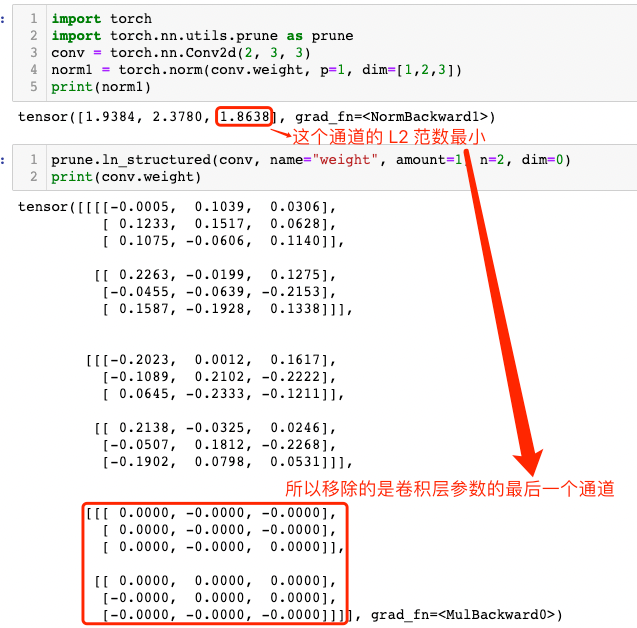 1 import torch
2 import torch.nn.utils.prune as prune
3 conv = torch.nn.Conv2d(2, 3, 3)
4 norm1 = torch.norm(conv.weight, p=1, dim=[1,2,3])
5 print(norm1)
tensor([1.9384, 2.3780, 1.8638], grad_fn=<NormBackward1>)
这个通道的 L2 范数最小
1 prune.ln_structured(conv, name="weight", amount=1, n=2, dim=0)
2 print(conv.weight)
tensor([[[[-0.0005, 0.1039, 0.0306],
[ 0.1233, 0.1517, 0.0628],
[ 0.1075, -0.0606, 0.1140]],
[[ 0.2263, -0.0199, 0.1275],
[-0.0455, -0.0639, -0.2153],
[ 0.1587, -0.1928, 0.1338]]],
[[[-0.2023, 0.0012, 0.1617],
[-0.1089, 0.2102, -0.2222],
[ 0.0645, -0.2333, -0.1211]],
[[ 0.2138, -0.0325, 0.0246],
[-0.0507, 0.1812, -0.2268],
[-0.1902, 0.0798, 0.0531]]],
所以移除的是卷积层参数的最后一个通道
[[[ 0.0000, -0.0000, -0.0000],
[ 0.0000, -0.0000, -0.0000],
[ 0.0000, -0.0000, 0.0000]],
[[ 0.0000, 0.0000, 0.0000],
[-0.0000, 0.0000, 0.0000],
[-0.0000, -0.0000, -0.0000]]]], grad_fn=<MulBackward0>)